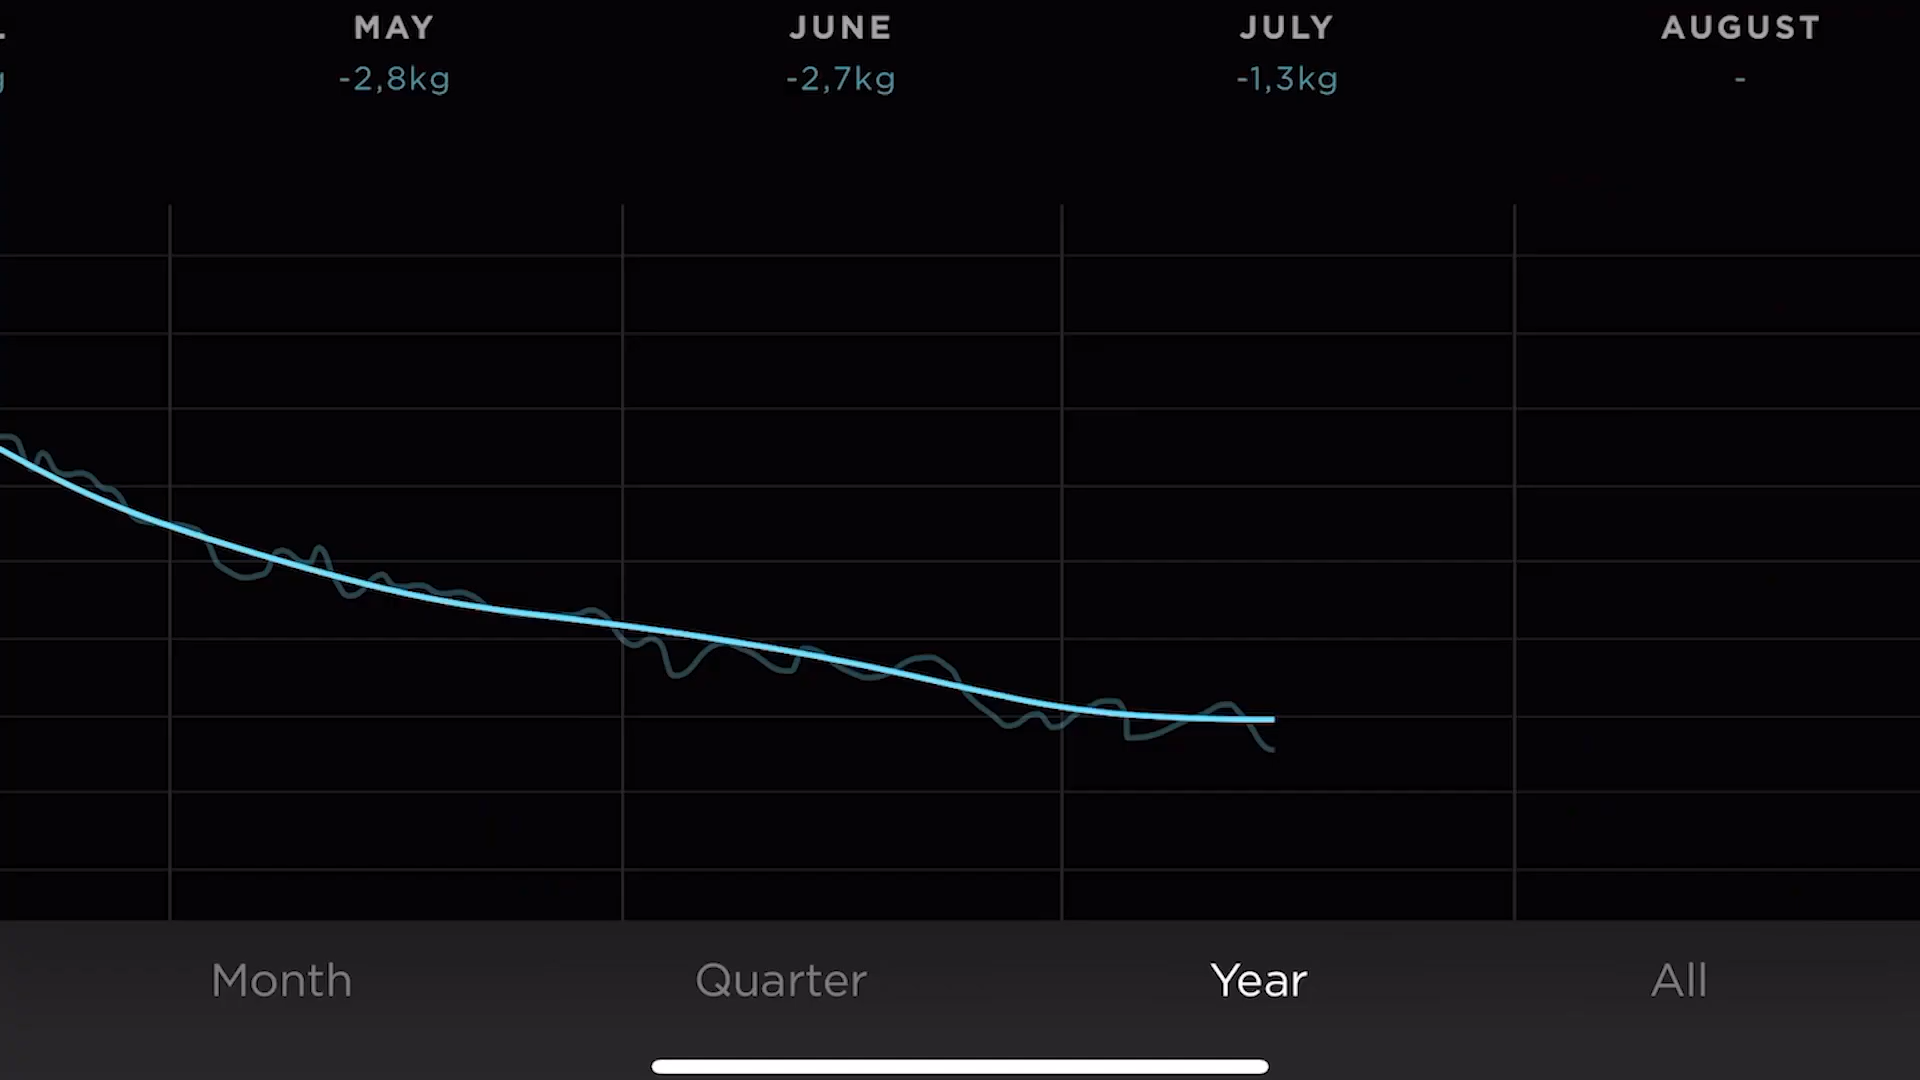 MAY JUNE JULY AUGUST
-2,8kg -2,7kg -1,3kg -
Month Quarter Year All